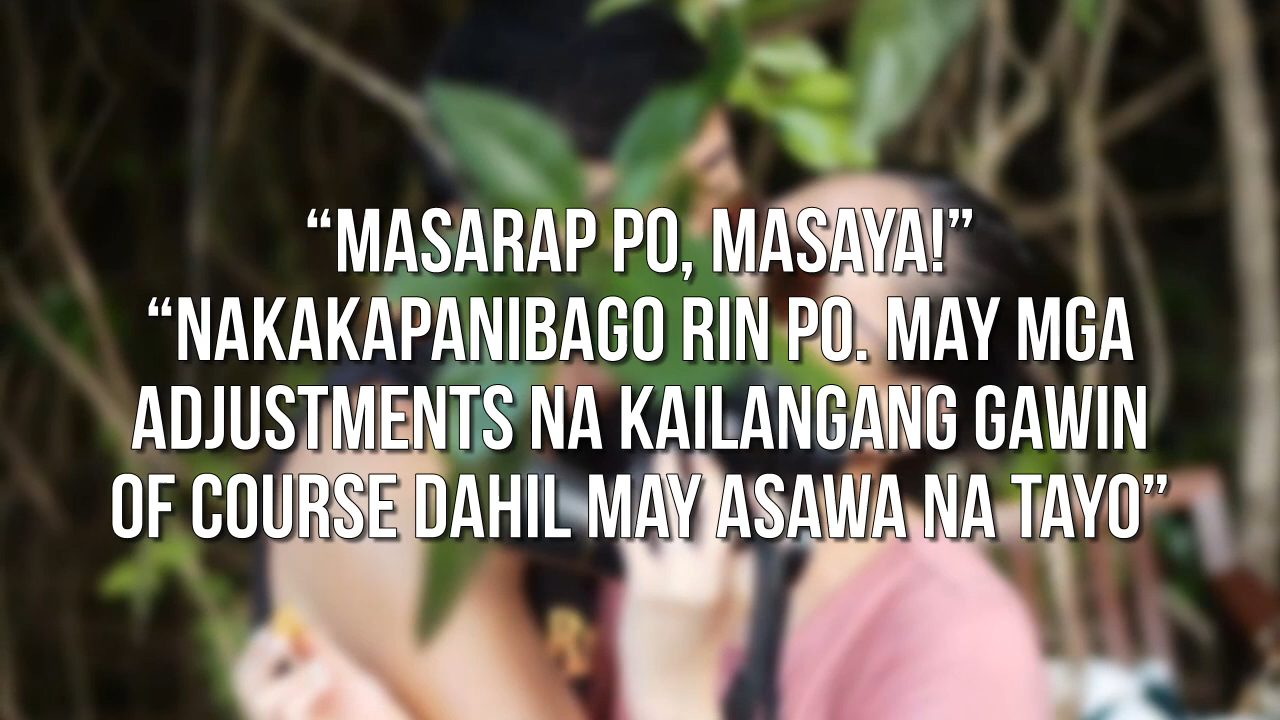 “MASARAP PO, MASAYA!”
“NAKAKAPANIBAGO RIN PO. MAY MGA
ADJUSTMENTS NA KAILANGANG GAWIN
OF COURSE DAHIL MAY ASAWA NA TAYO”